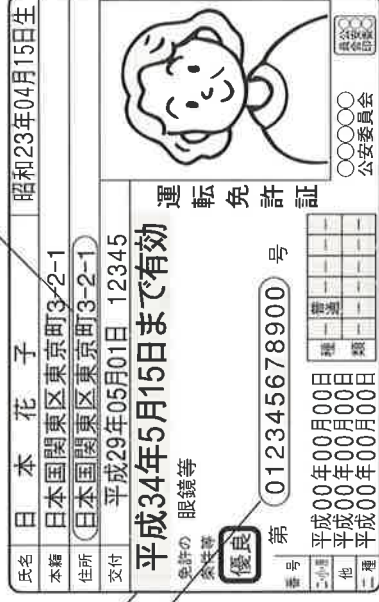 氏名 日本花子 昭和23年04月15日生
本籍 日本国関東区東京町3-2-1
住所 日本国関東区東京町3-2-1
交付 平成29年05月01日 12345
平成34年5月15日まで有効
免許の
条件等
眼鏡等
優良
運転免許証
番号 第 012345678900 号
平成00年00月00日
他 平成00年00月00日
二種 平成00年00月00日
種類 普通
○○○○○
公安委員会